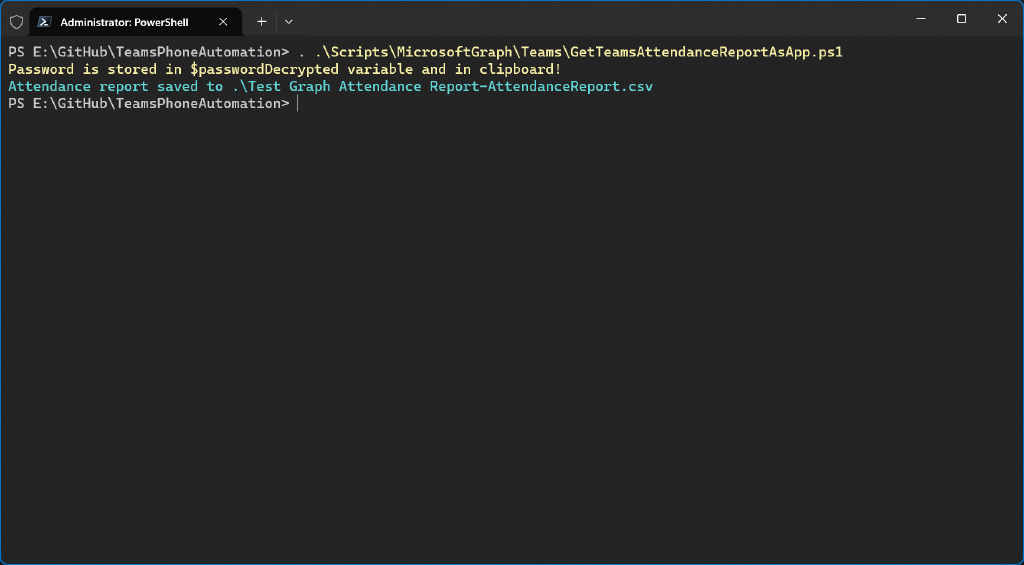 Administrator: PowerShell
PS E:\GitHub\TeamsPhoneAutomation> . .\Scripts\MicrosoftGraph\Teams\GetTeamsAttendanceReportAsApp.ps1
Password is stored in $passwordDecrypted variable and in clipboard!
Attendance report saved to .\Test Graph Attendance Report-AttendanceReport.csv
PS E:\GitHub\TeamsPhoneAutomation>